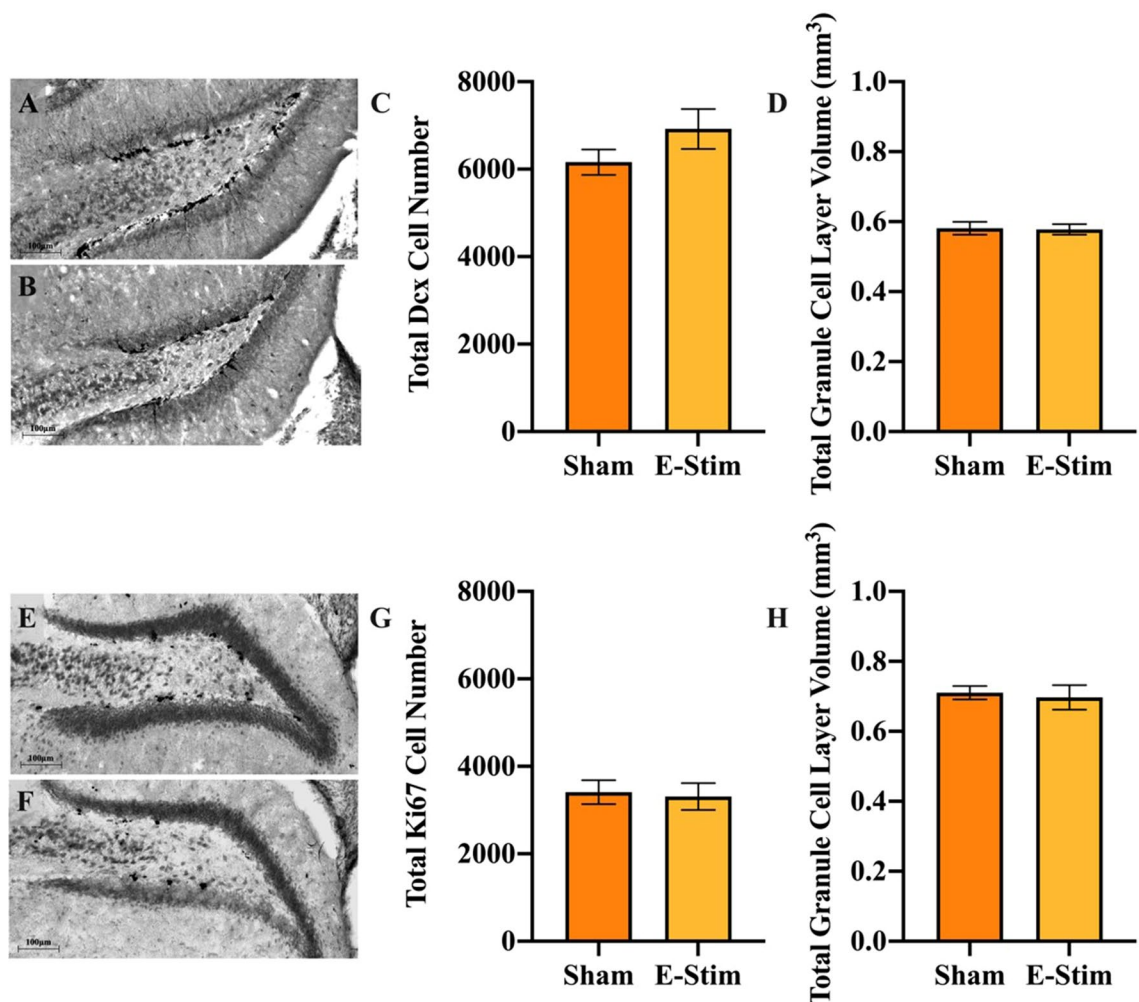 A
100µm
B
100µm
C
Total Dcx Cell Number
8000
6000
4000
2000
0
Sham E-Stim
D
Total Granule Cell Layer Volume (mm³)
1.0
0.8
0.6
0.4
0.2
0.0
Sham E-Stim
E
100µm
F
100µm
G
Total Ki67 Cell Number
8000
6000
4000
2000
0
Sham E-Stim
H
Total Granule Cell Layer Volume (mm³)
1.0
0.8
0.6
0.4
0.2
0.0
Sham E-Stim